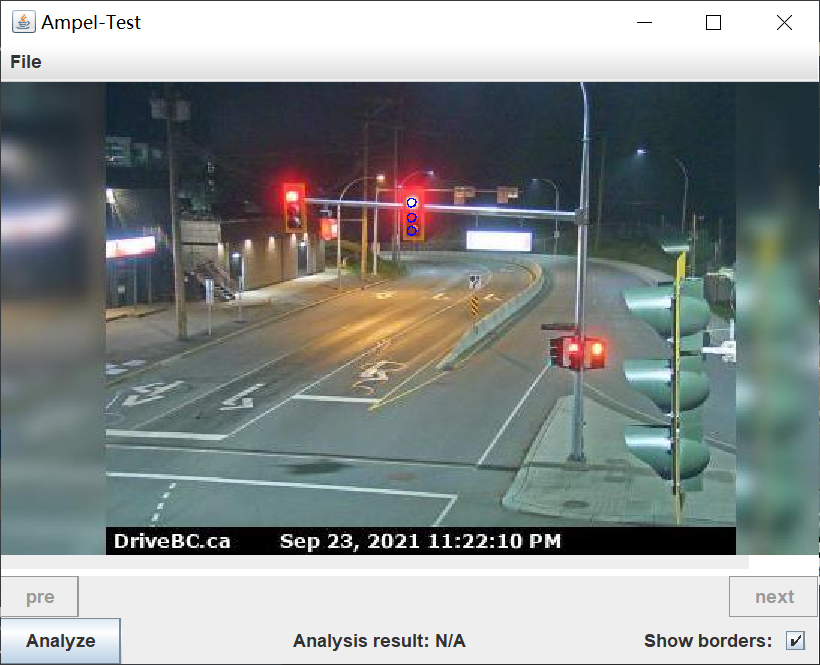 Ampel-Test
File
DriveBC.ca Sep 23, 2021 11:22:10 PM
pre next
Analyze Analysis result: N/A Show borders: